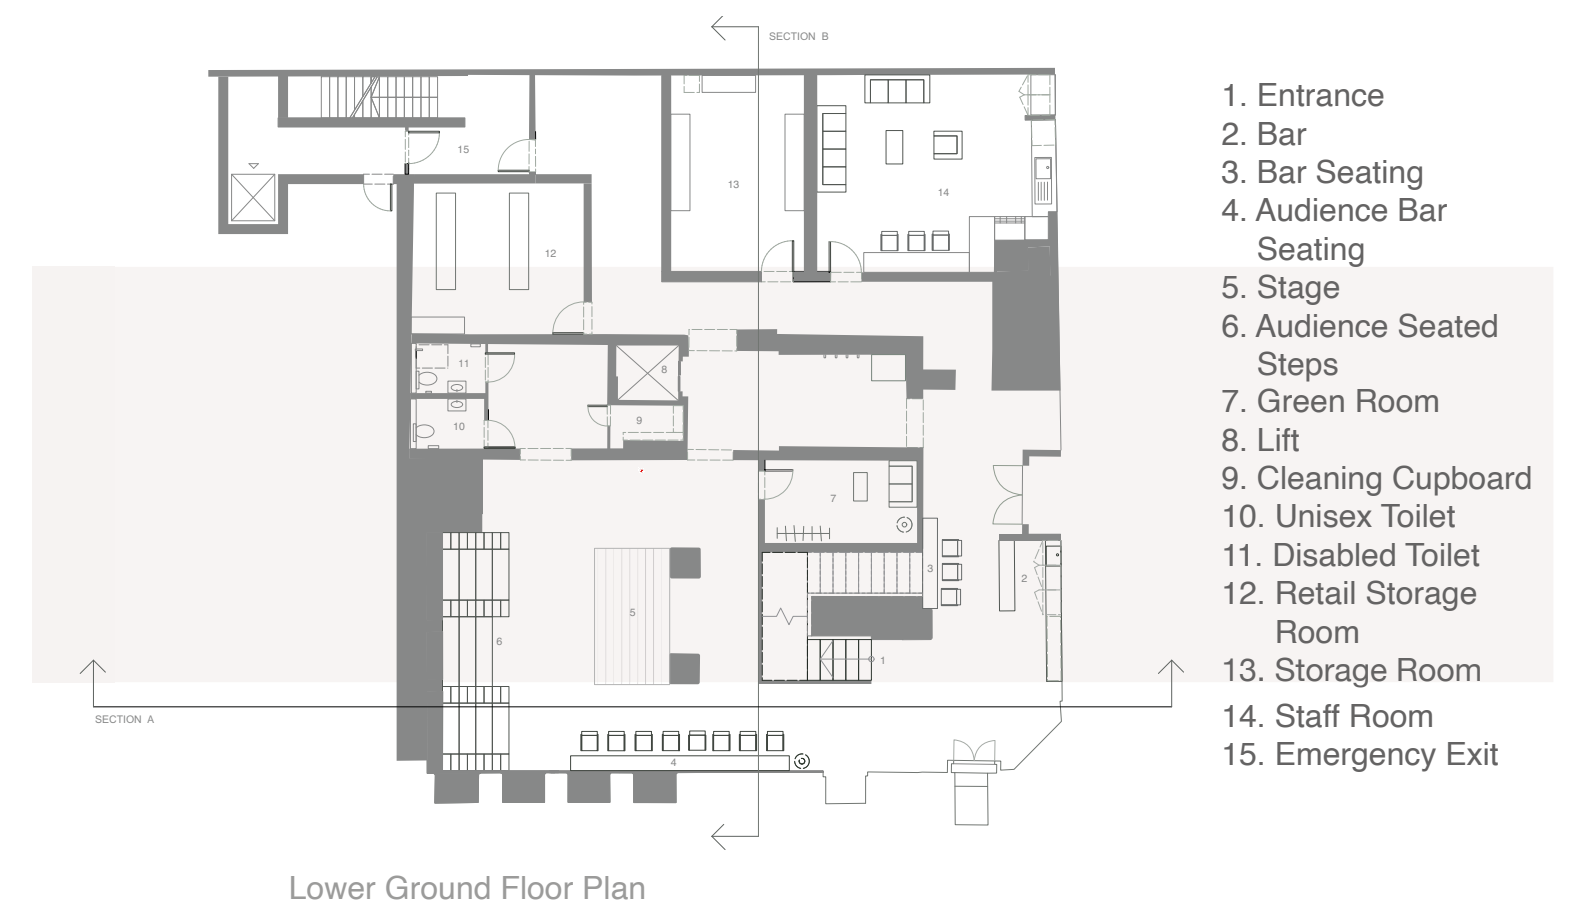 SECTION B
1. Entrance
2. Bar
3. Bar Seating
4. Audience Bar
Seating
5. Stage
6. Audience Seated
Steps
7. Green Room
8. Lift
9. Cleaning Cupboard
10. Unisex Toilet
11. Disabled Toilet
12. Retail Storage
Room
13. Storage Room
14. Staff Room
15. Emergency Exit
15
13
14
12
11
8
10
9
7
3
2
5
6
1
SECTION A
4
Lower Ground Floor Plan